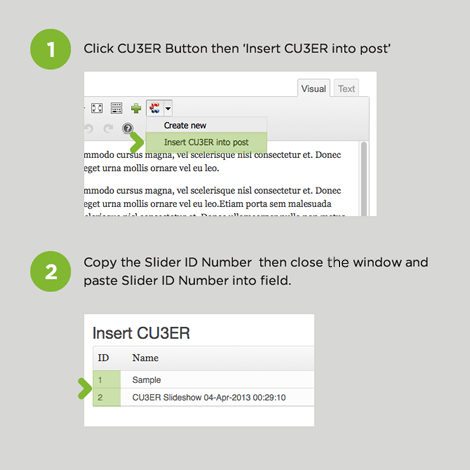 1
Click CU3ER Button then 'Insert CU3ER into post'
Visual Text
Create new
Insert CU3ER into post
mmodo cursus magna, vel scelerisque nisl consectetur et. Donec
eget urna mollis ornare vel eu leo.
mmodo cursus magna, vel scelerisque nisl consectetur et. Donec
eget urna mollis ornare vel eu leo.Etiam porta sem malesuada
2
Copy the Slider ID Number then close the window and
paste Slider ID Number into field.
Insert CU3ER
ID Name
1 Sample
2 CU3ER Slideshow 04-Apr-2013 00:29:10